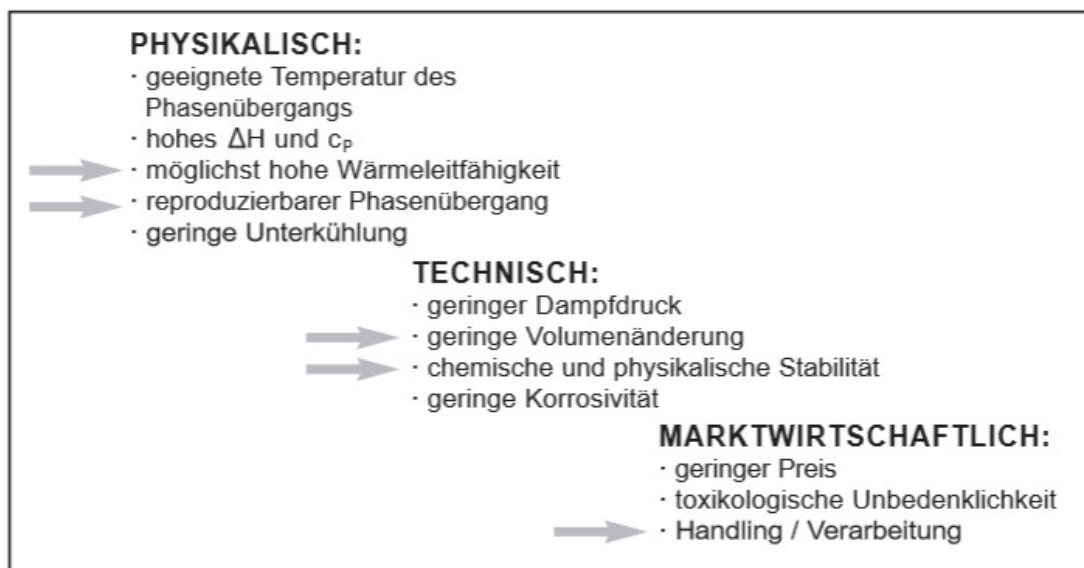 PHYSIKALISCH:
· geeignete Temperatur des
Phasenübergangs
· hohes ΔH und cₚ
· möglichst hohe Wärmeleitfähigkeit
· reproduzierbarer Phasenübergang
· geringe Unterkühlung
TECHNISCH:
· geringer Dampfdruck
· geringe Volumenänderung
· chemische und physikalische Stabilität
· geringe Korrosivität
MARKTWIRTSCHAFTLICH:
· geringer Preis
· toxikologische Unbedenklichkeit
· Handling / Verarbeitung